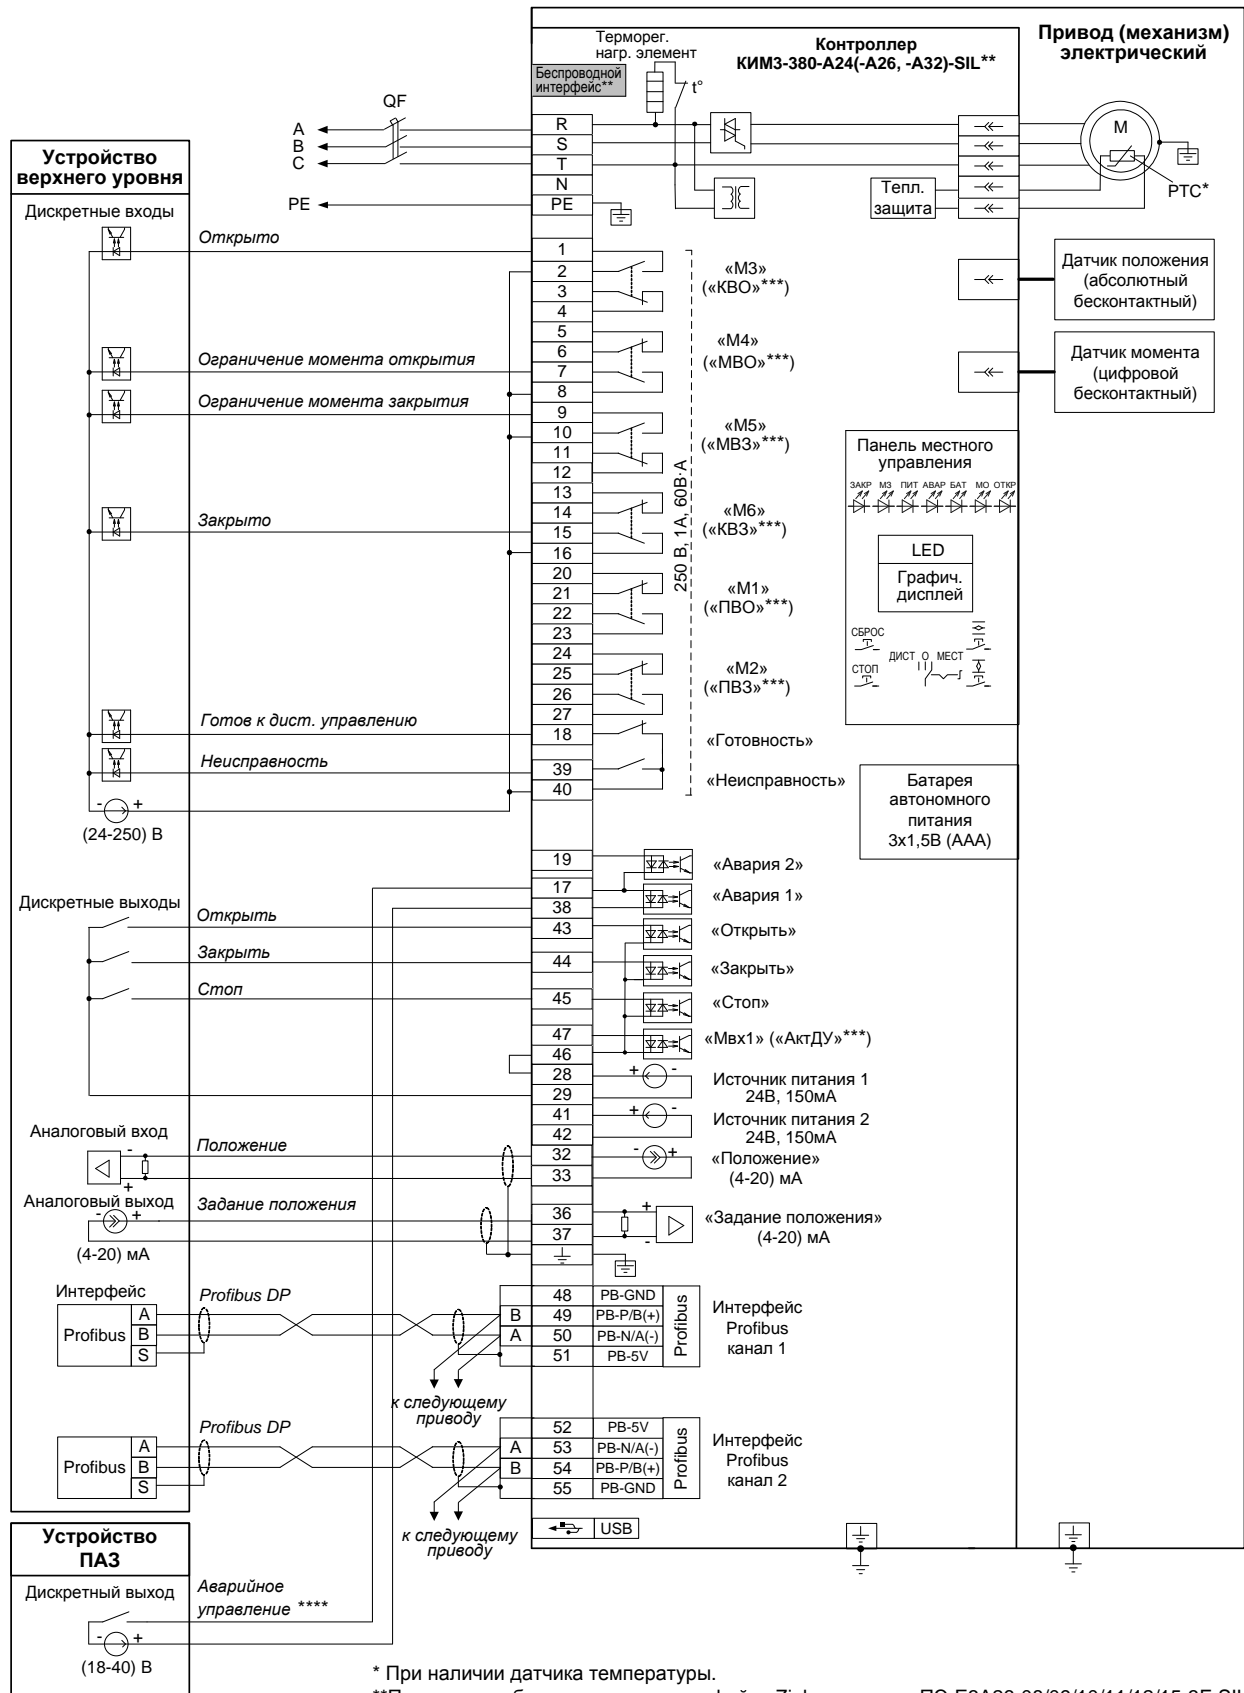 Привод (механизм)
электрический
Контроллер
КИМ3-380-А24(-А26, -А32)-SIL**
Терморег.
нагр. элемент
Беспроводной
интерфейс**
t°
QF
A
B
C
PE
R
S
T
N
PE
Тепл.
защита
M
PTC*
Устройство
верхнего уровня
Дискретные входы
Открыто
Ограничение момента открытия
Ограничение момента закрытия
Закрыто
Готов к дист. управлению
Неисправность
- +
(24-250) В
1
2
3
4
5
6
7
8
9
10
11
12
13
14
15
16
20
21
22
23
24
25
26
27
18
39
40
«М3»
(«КВО»***)
«М4»
(«МВО»***)
«М5»
(«МВЗ»***)
«М6»
(«КВЗ»***)
«М1»
(«ПВО»***)
«М2»
(«ПВЗ»***)
«Готовность»
«Неисправность»
250 В, 1А, 60В·А
Датчик положения
(абсолютный
бесконтактный)
Датчик момента
(цифровой
бесконтактный)
Панель местного
управления
ЗАКР МЗ ПИТ АВАР БАТ МО ОТКР
LED
Графич.
дисплей
СБРОС
СТОП
ДИСТ О МЕСТ
Батарея
автономного
питания
3х1,5В (ААА)
Дискретные выходы
Открыть
Закрыть
Стоп
19
17
38
43
44
45
47
46
28
29
41
42
32
33
36
37
«Авария 2»
«Авария 1»
«Открыть»
«Закрыть»
«Стоп»
«Мвх1» («АктДУ»***)
+ -
Источник питания 1
24В, 150мА
+ -
Источник питания 2
24В, 150мА
- +
«Положение»
(4-20) мА
+
-
«Задание положения»
(4-20) мА
Аналоговый вход
-
+
Положение
Аналоговый выход
- +
Задание положения
(4-20) мА
Интерфейс
Profibus
A
B
S
Profibus DP
B
A
48 PB-GND
49 PB-P/B(+)
50 PB-N/A(-)
51 PB-5V
Profibus
Интерфейс
Profibus
канал 1
к следующему
приводу
Profibus
A
B
S
Profibus DP
A
B
52 PB-5V
53 PB-N/A(-)
54 PB-P/B(+)
55 PB-GND
Profibus
Интерфейс
Profibus
канал 2
к следующему
приводу
USB
Устройство
ПАЗ
Дискретный выход
Аварийное
управление ****
- +
(18-40) В
* При наличии датчика температуры.